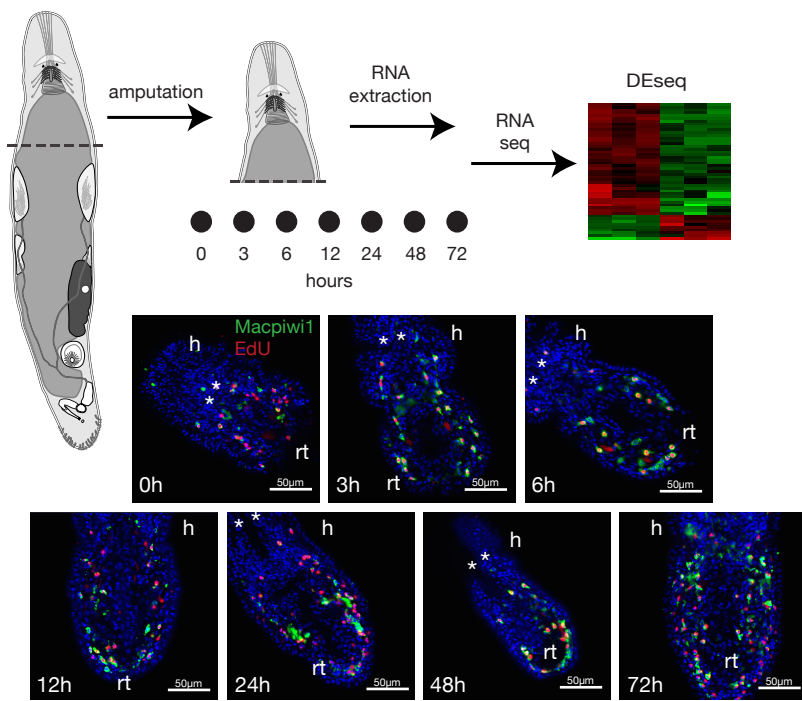 amputation
RNA
extraction
RNA
seq
DEseq
0 3 6 12 24 48 72
hours
h
Macpiwi1
EdU
* *
rt
0h
50µm
h
* *
rt
3h
50µm
h
* *
rt
6h
50µm
h
rt
12h
50µm
* *
h
rt
24h
50µm
h
* *
rt
48h
50µm
h
rt
72h
50µm